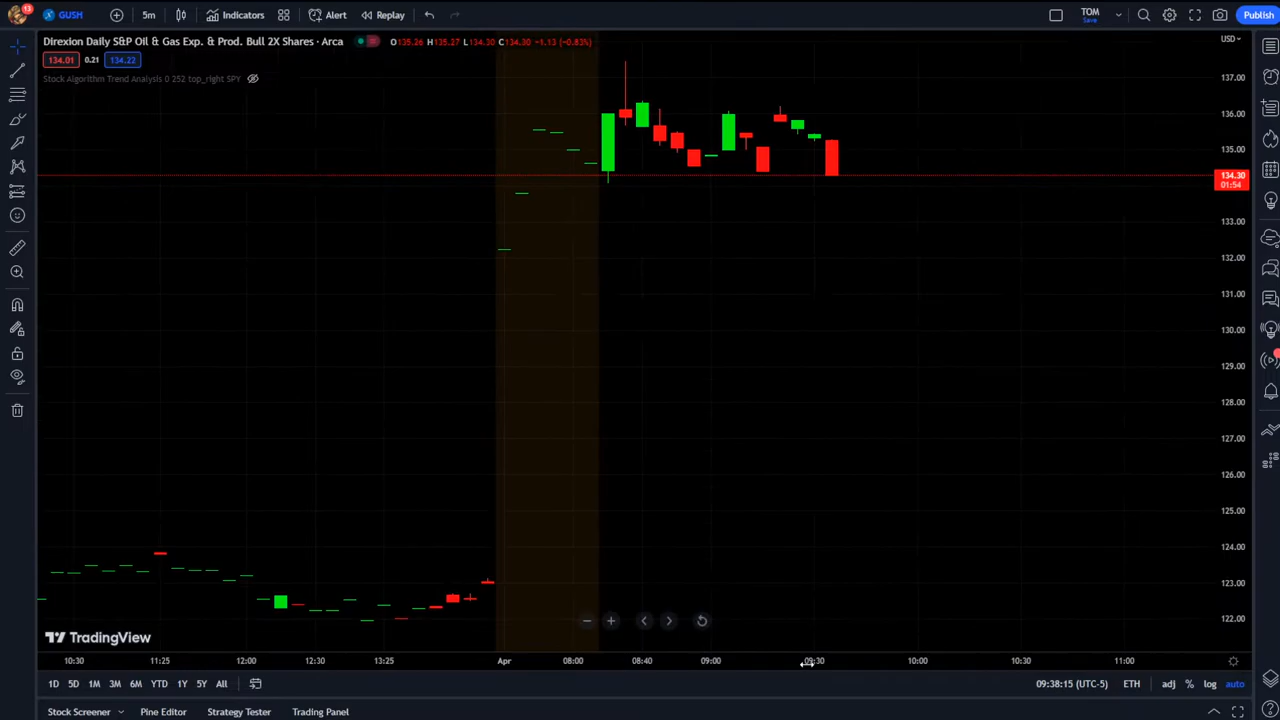 13 GUSH 5m Indicators Alert Replay TOM Save Publish
Direxion Daily S&P Oil & Gas Exp. & Prod. Bull 2X Shares · Arca O135.26 H135.27 L134.30 C134.30 −1.13 (−0.83%) USD
134.01 0.21 134.22
Stock Algorithm Trend Analysis 0 252 top_right SPY
137.00
136.00
135.00
134.30
01:54
133.00
132.00
131.00
130.00
129.00
128.00
127.00
126.00
125.00
124.00
123.00
122.00
TradingView
10:30 11:25 12:00 12:30 13:25 Apr 08:00 08:40 09:00 09:30 10:00 10:30 11:00
1D 5D 1M 3M 6M YTD 1Y 5Y All 09:38:15 (UTC-5) ETH adj % log auto
Stock Screener Pine Editor Strategy Tester Trading Panel